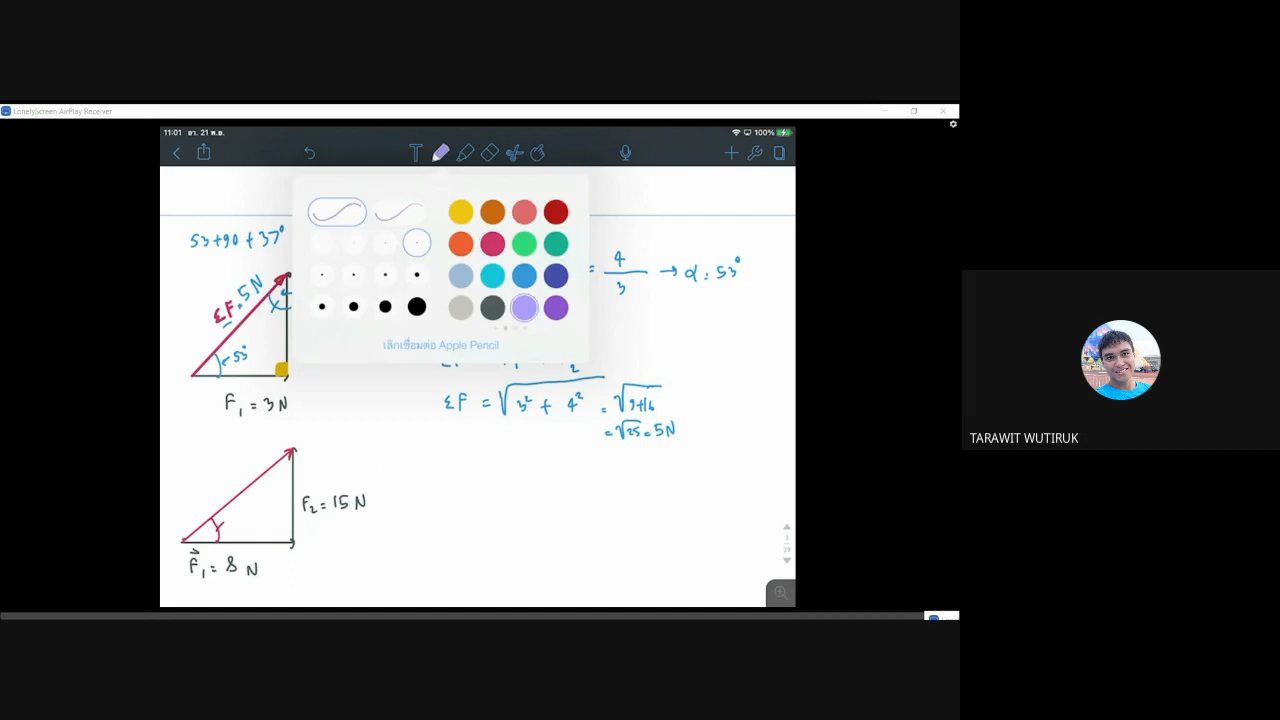 LonelyScreen AirPlay Receiver
11:01 อา. 21 พ.ย.
100%
T
53+90+37°
ΣF = 5N
53°
F₁ = 3N
= 4/3 → α = 53°
เลิกเชื่อมต่อ Apple Pencil
ΣF = √3² + 4² = √9+16
= √25 = 5N
F₂ = 15 N
F₁ = 8 N
TARAWIT WUTIRUK